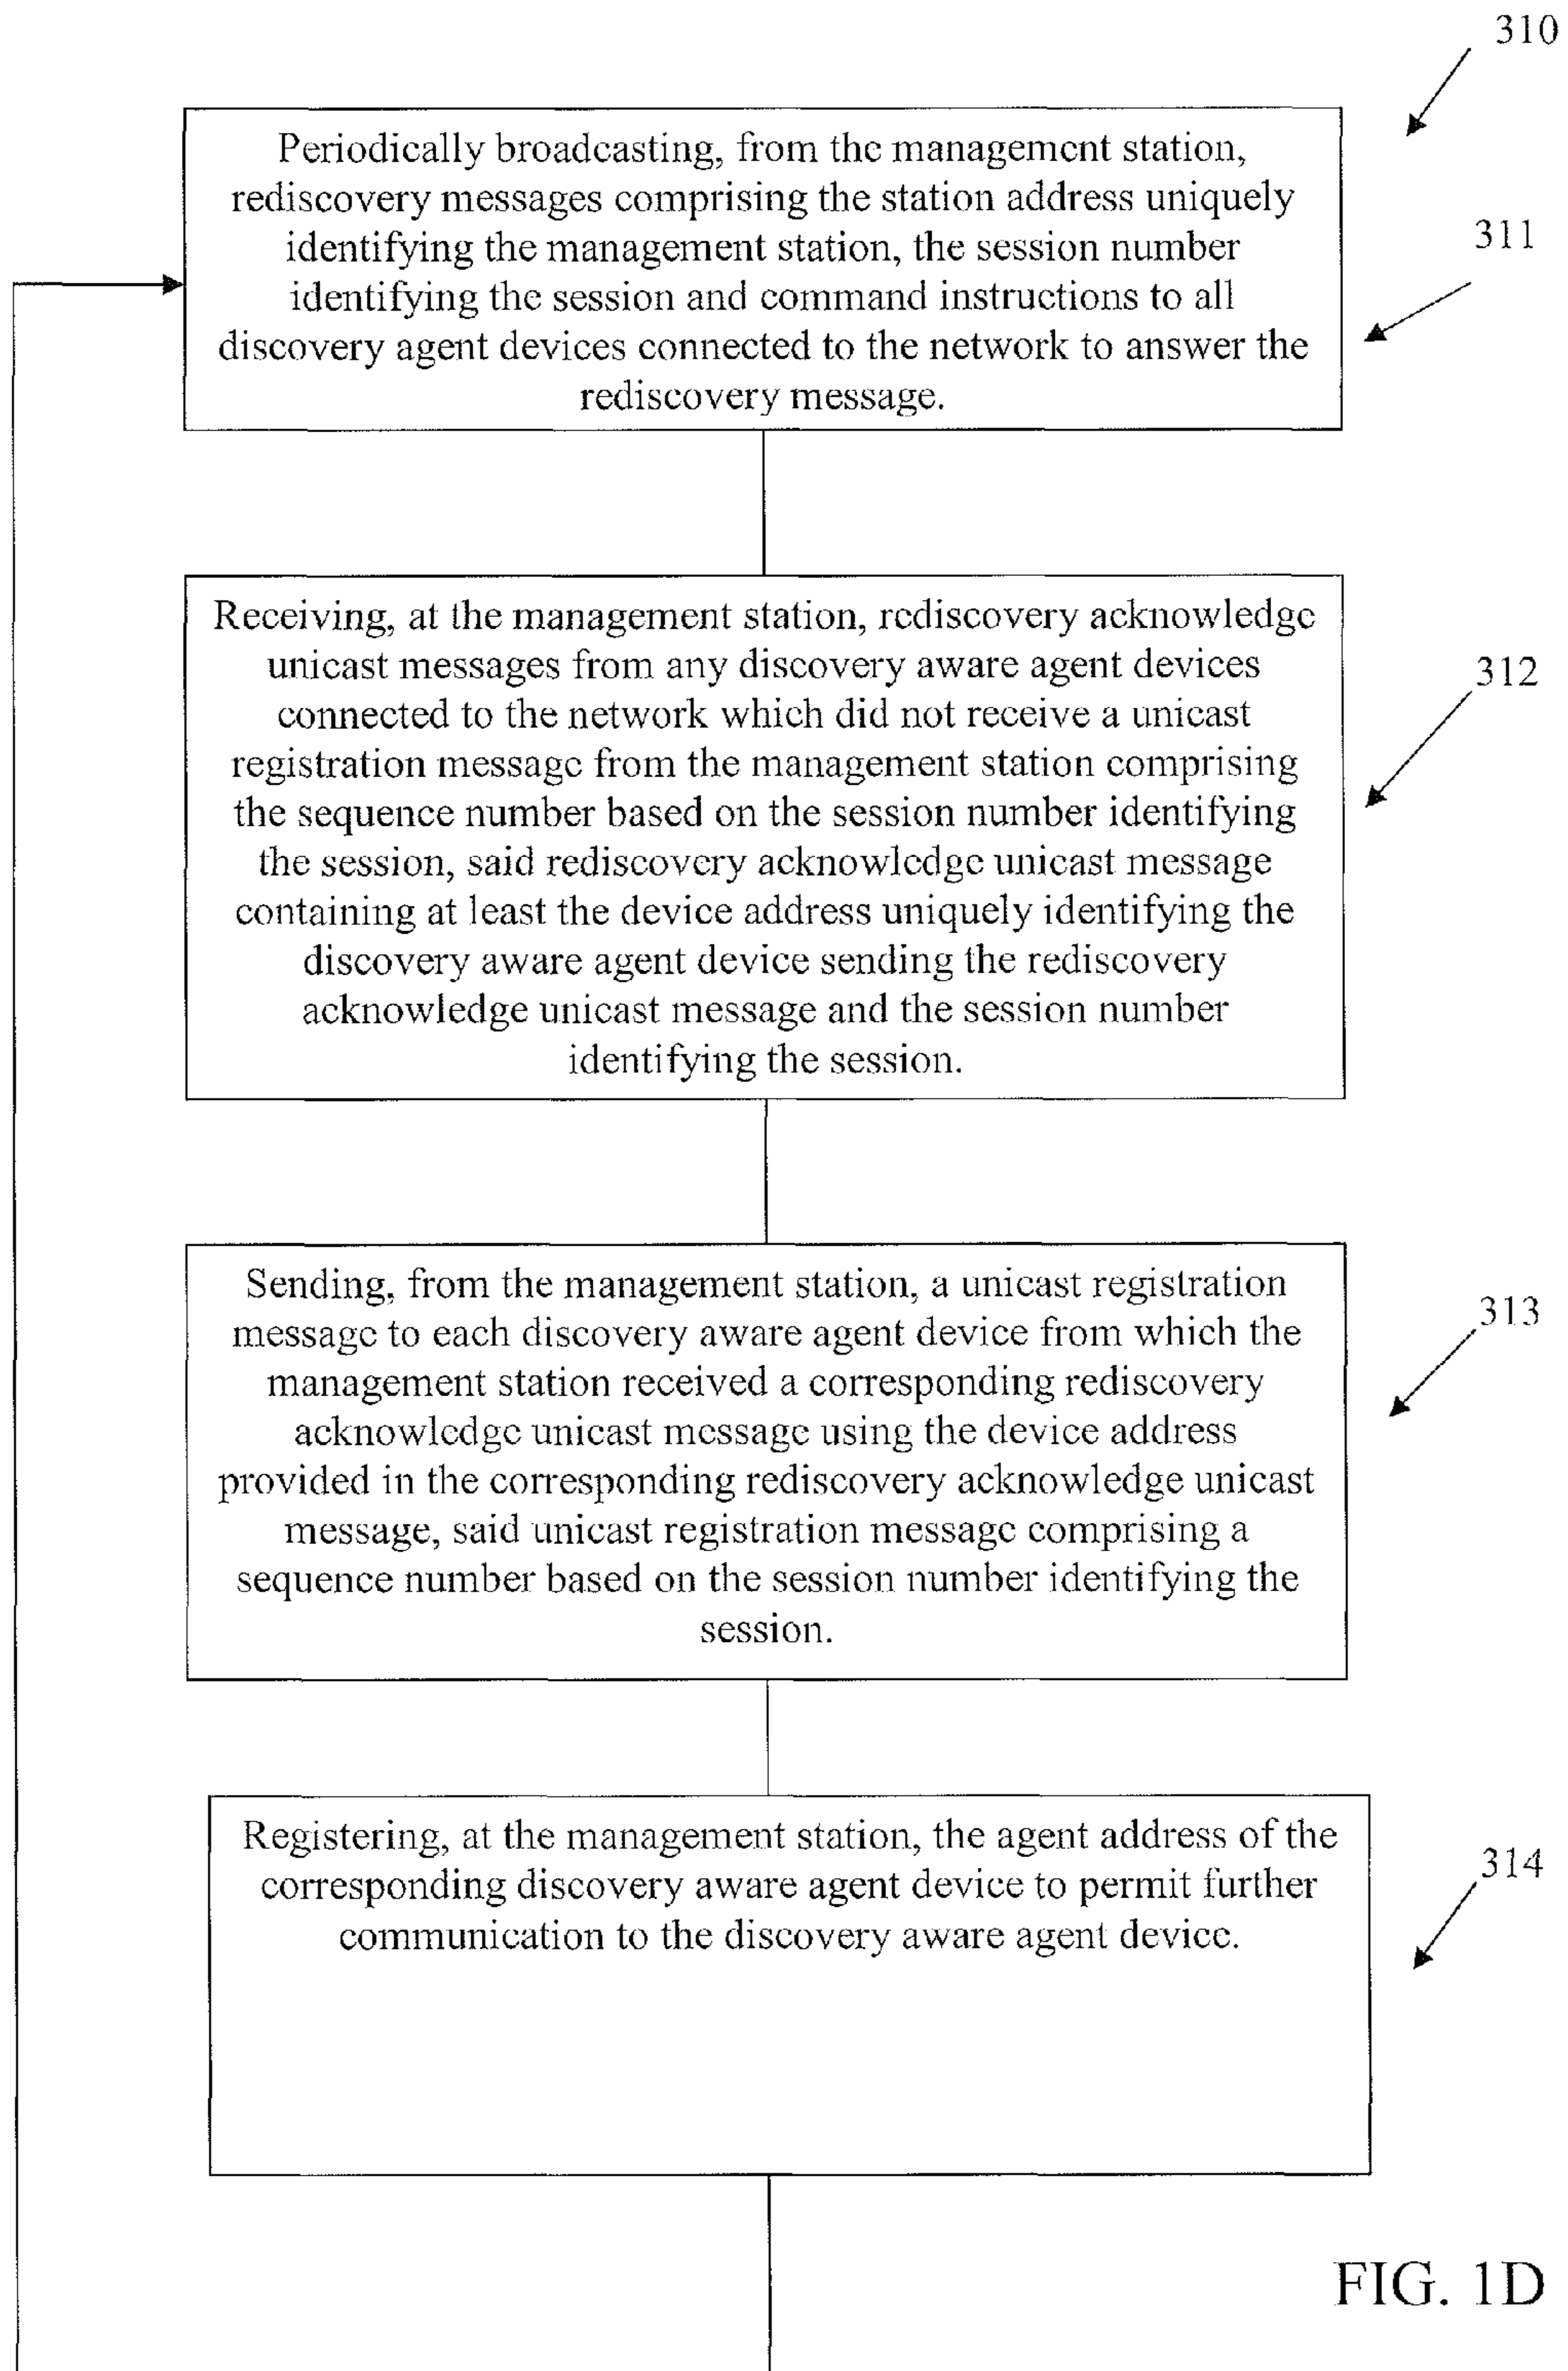 310
Periodically broadcasting, from the management station,
rediscovery messages comprising the station address uniquely
identifying the management station, the session number
identifying the session and command instructions to all
discovery agent devices connected to the network to answer the
rediscovery message.
311
Receiving, at the management station, rediscovery acknowledge
unicast messages from any discovery aware agent devices
connected to the network which did not receive a unicast
registration message from the management station comprising
the sequence number based on the session number identifying
the session, said rediscovery acknowledge unicast message
containing at least the device address uniquely identifying the
discovery aware agent device sending the rediscovery
acknowledge unicast message and the session number
identifying the session.
312
Sending, from the management station, a unicast registration
message to each discovery aware agent device from which the
management station received a corresponding rediscovery
acknowledge unicast message using the device address
provided in the corresponding rediscovery acknowledge unicast
message, said unicast registration message comprising a
sequence number based on the session number identifying the
session.
313
Registering, at the management station, the agent address of the
corresponding discovery aware agent device to permit further
communication to the discovery aware agent device.
314
FIG. 1D